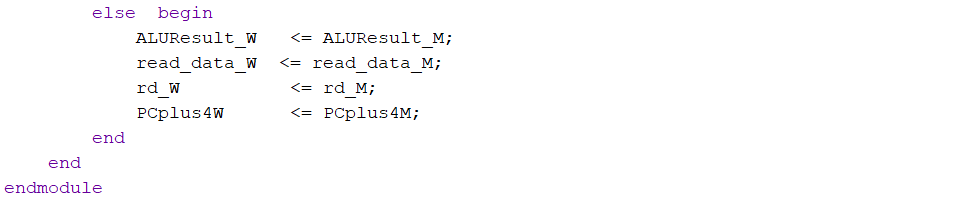 else  begin
ALUResult_W   <= ALUResult_M;
read_data_W  <= read_data_M;
rd_W          <= rd_M;
PCplus4W      <= PCplus4M;
end
end
endmodule